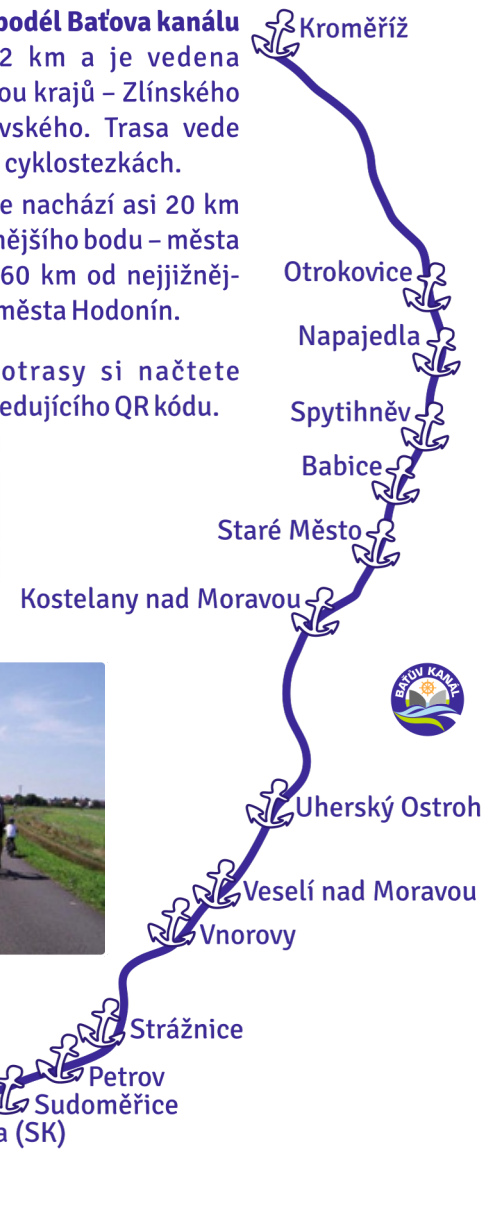 podél Baťova kanálu
2 km a je vedena
ou krajů – Zlínského
vského. Trasa vede
cyklostezkách.
e nachází asi 20 km
nějšího bodu – města
60 km od nejjižněj-
města Hodonín.
otrasy si načtete
edujícího QR kódu.
Kroměříž
Otrokovice
Napajedla
Spytihněv
Babice
Staré Město
Kostelany nad Moravou
BAŤŮV KANÁL
Uherský Ostroh
Veselí nad Moravou
Vnorovy
Strážnice
Petrov
Sudoměřice
a (SK)